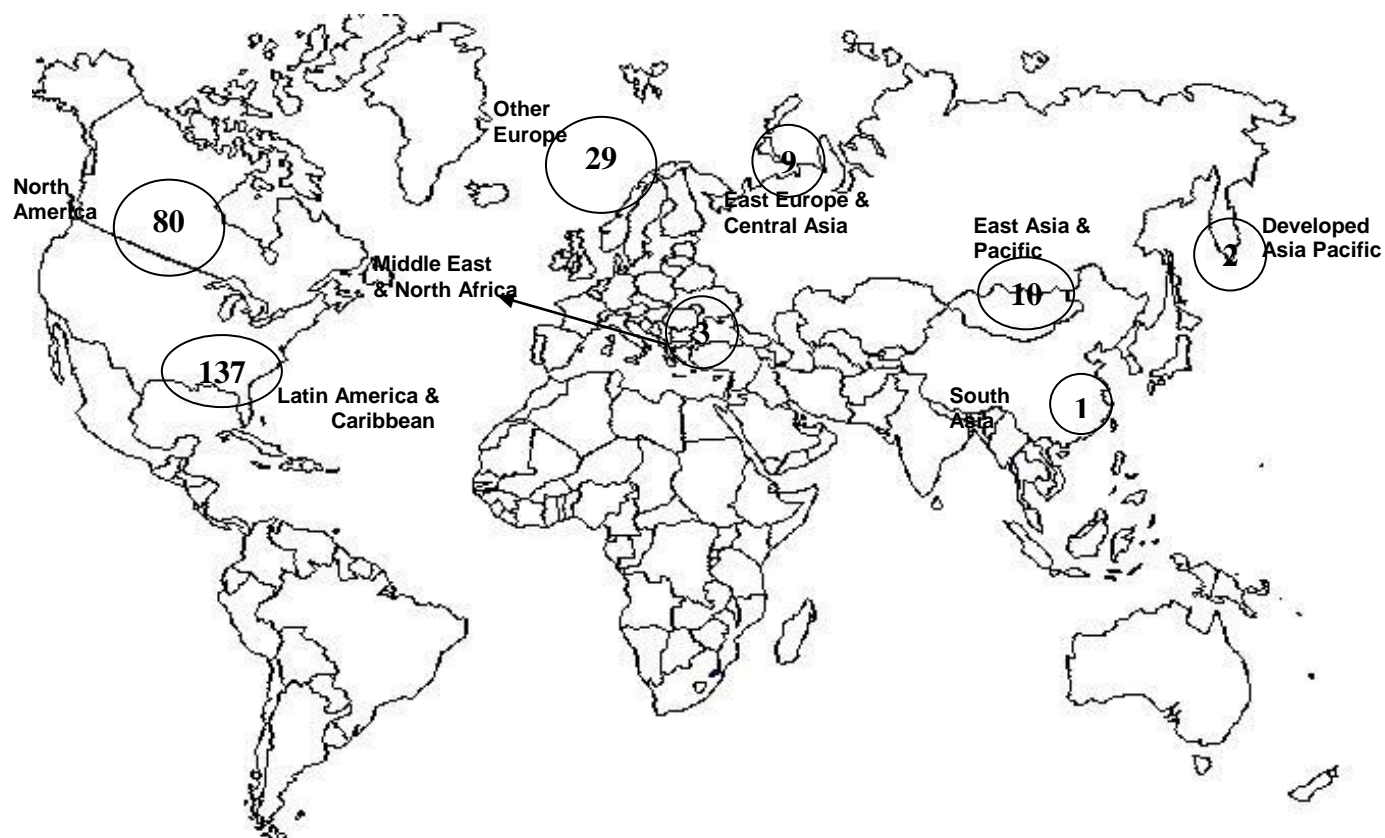 Other
Europe
29
9
North
America
80
East Europe &
Central Asia
East Asia &
Pacific
Developed
Asia Pacific
2
Middle East
& North Africa
10
3
137
Latin America &
Caribbean
South
Asia
1